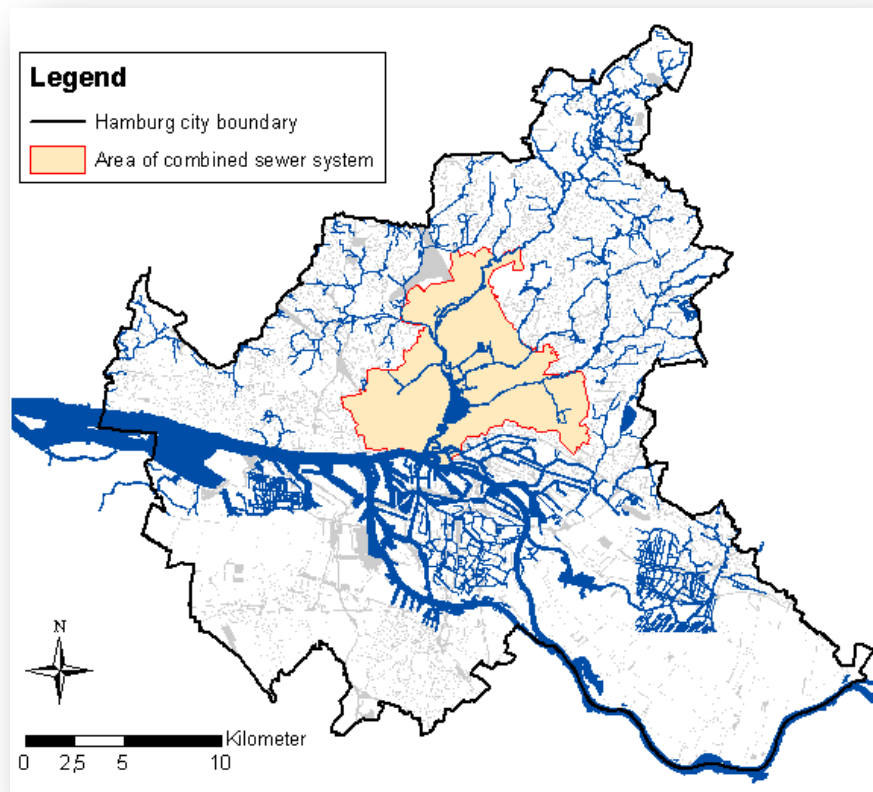 Legend
Hamburg city boundary
Area of combined sewer system
N
Kilometer
0 2,5 5 10